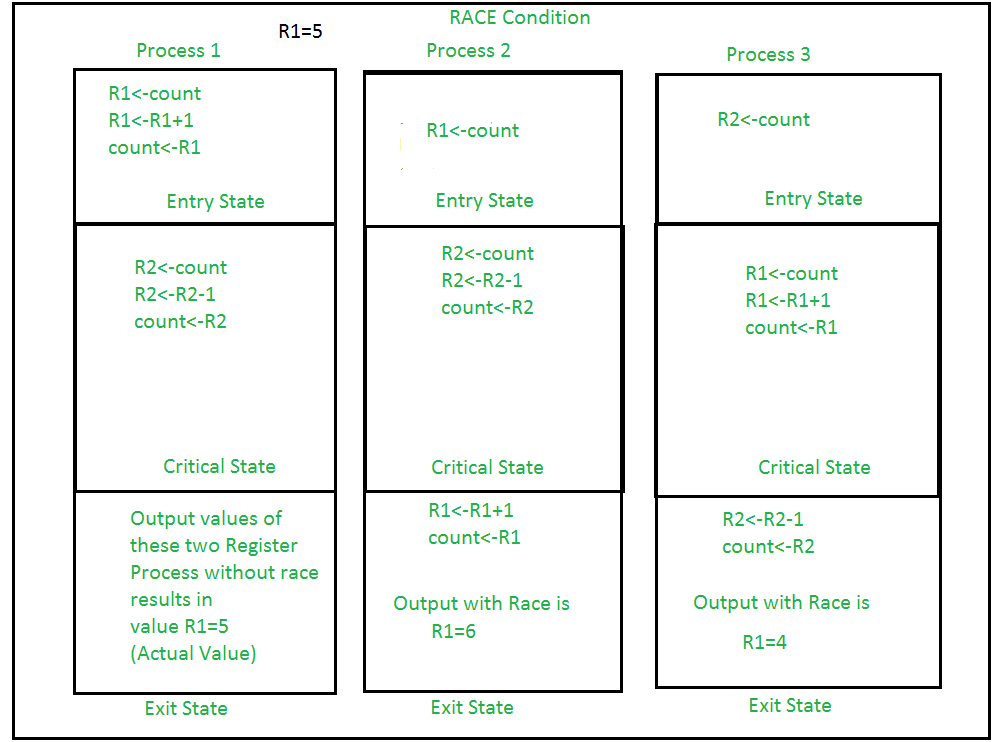 RACE Condition
R1=5
Process 1
R1<-count
R1<-R1+1
count<-R1
Entry State
R2<-count
R2<-R2-1
count<-R2
Critical State
Output values of
these two Register
Process without race
results in
value R1=5
(Actual Value)
Exit State
Process 2
R1<-count
Entry State
R2<-count
R2<-R2-1
count<-R2
Critical State
R1<-R1+1
count<-R1
Output with Race is
R1=6
Exit State
Process 3
R2<-count
Entry State
R1<-count
R1<-R1+1
count<-R1
Critical State
R2<-R2-1
count<-R2
Output with Race is
R1=4
Exit State